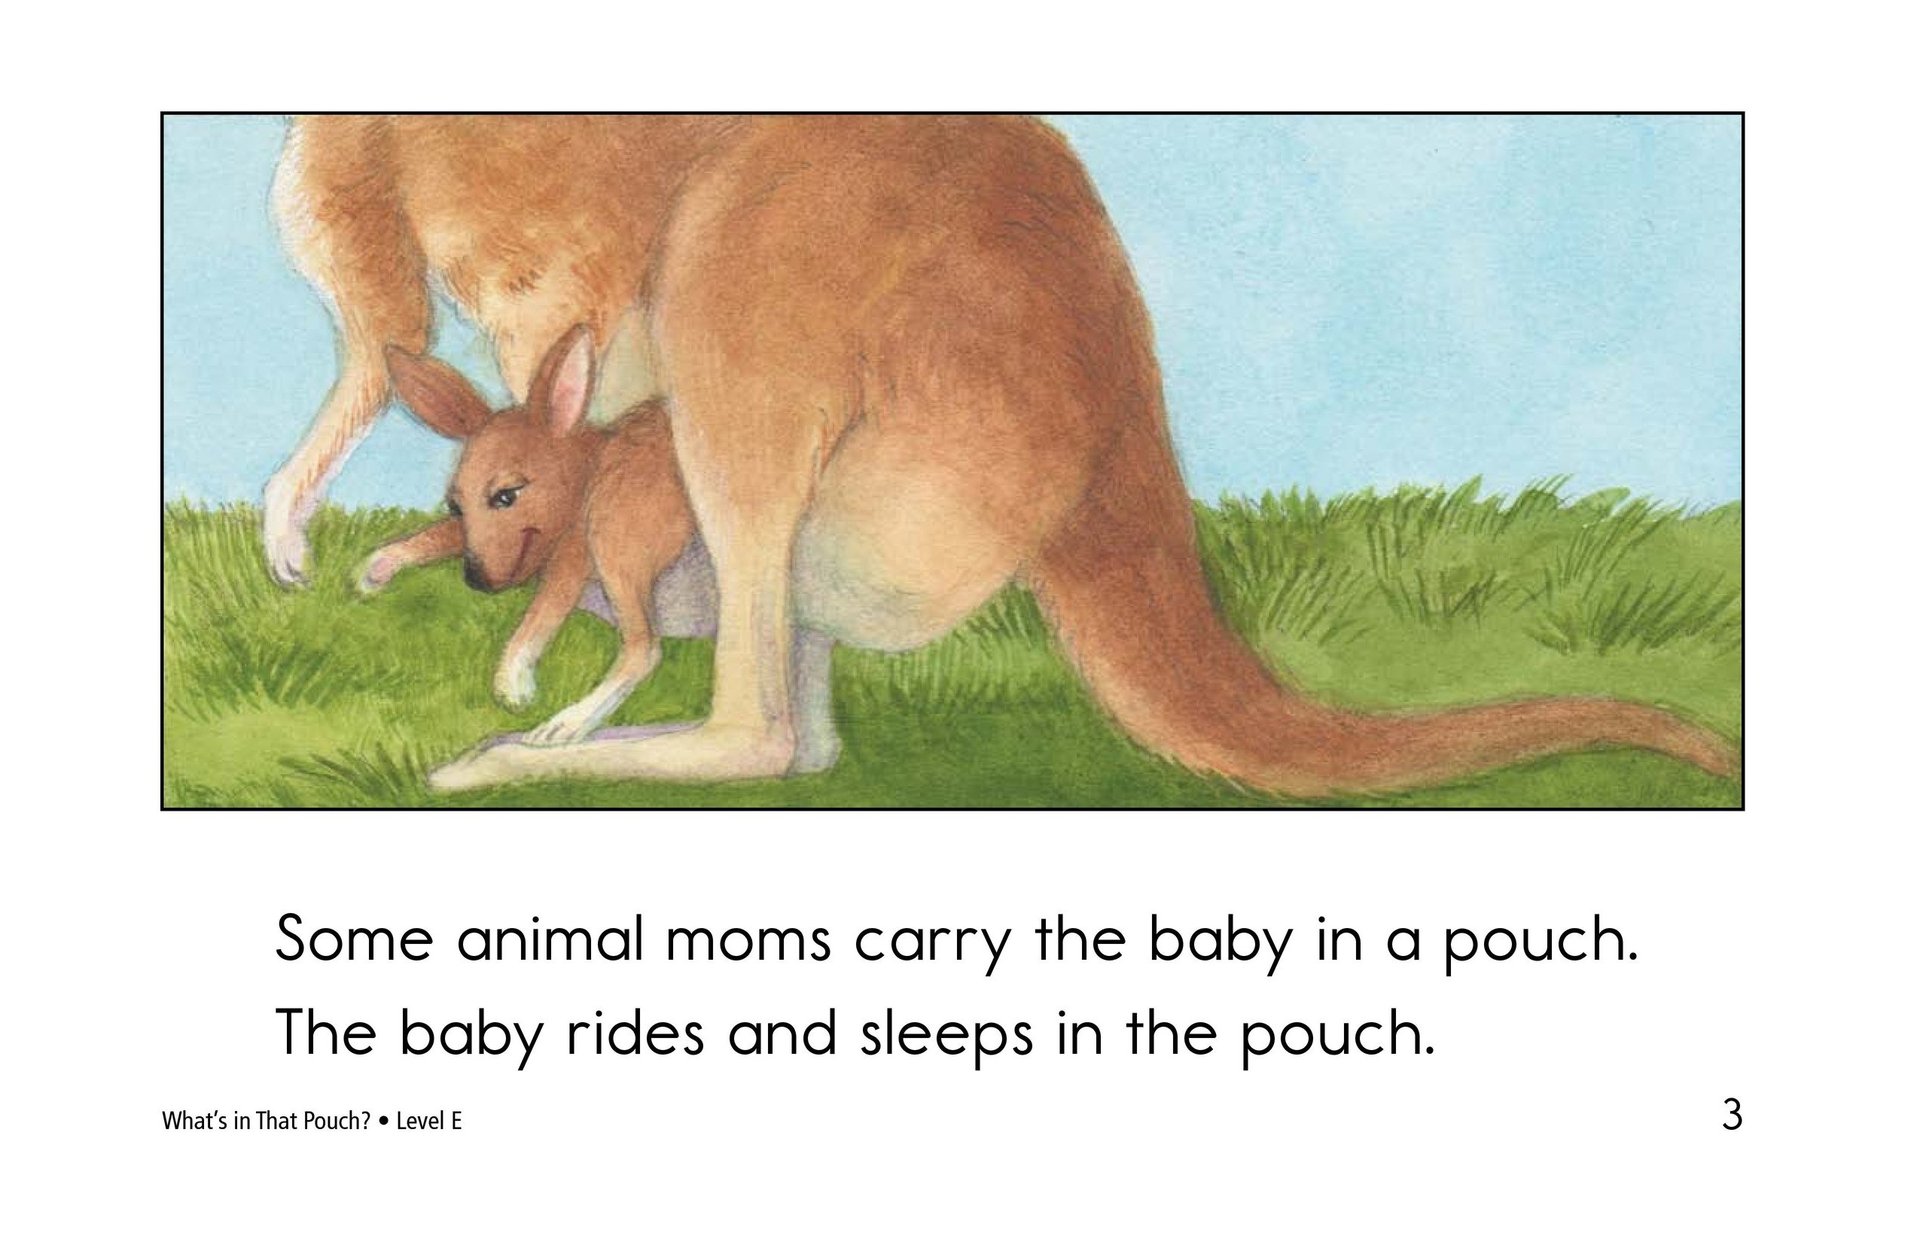 Some animal moms carry the baby in a pouch.
The baby rides and sleeps in the pouch.
What's in That Pouch? • Level E
3